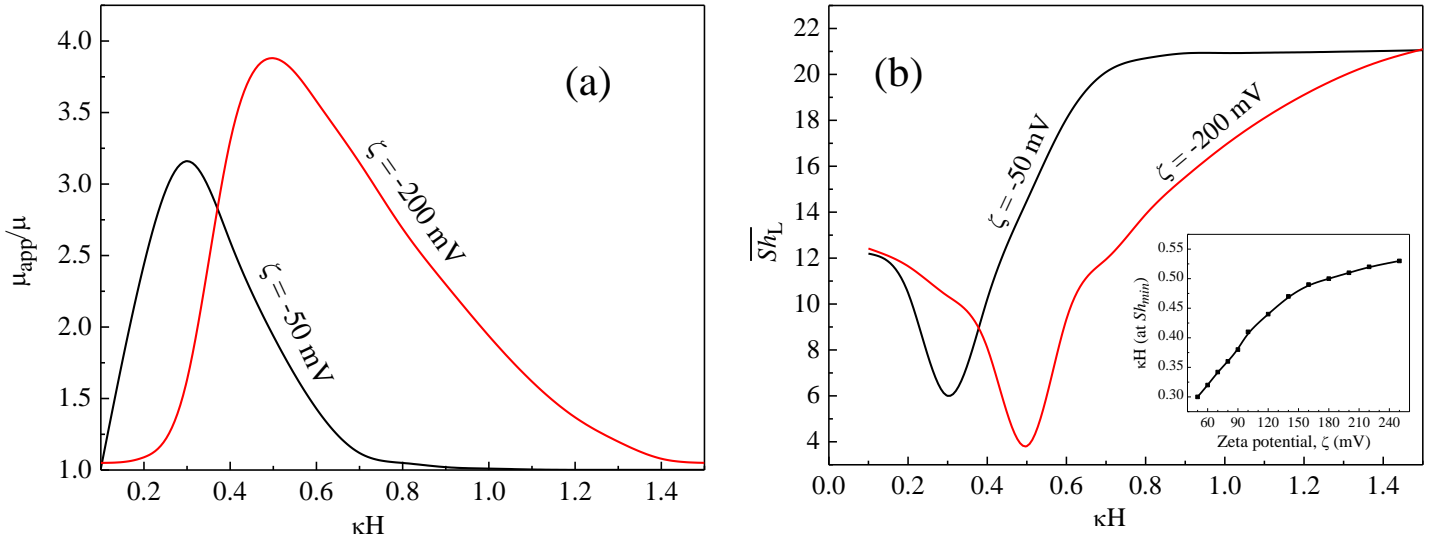 4.0
3.5
3.0
2.5
2.0
1.5
1.0
μapp/μ
(a)
ζ = -200 mV
ζ = -50 mV
0.2 0.4 0.6 0.8 1.0 1.2 1.4
κH
22
20
18
16
14
12
10
8
6
4
ShL
(b)
ζ = -50 mV
ζ = -200 mV
0.55
0.50
0.45
0.40
0.35
0.30
κH (at Shmin)
60 90 120 150 180 210 240
Zeta potential, ζ (mV)
0.0 0.2 0.4 0.6 0.8 1.0 1.2 1.4
κH